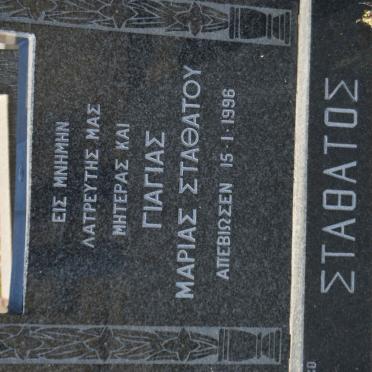 ΕΙΣ ΜΝΗΜΗΝ
ΛΑΤΡΕΥΤΗΣ ΜΑΣ
ΜΗΤΕΡΑΣ ΚΑΙ
ΓΙΑΓΙΑΣ
ΜΑΡΙΑΣ ΣΤΑΘΑΤΟΥ
ΑΠΕΒΙΩΣΕΝ 15·1·1996
ΣΤΑΘΑΤΟΣ